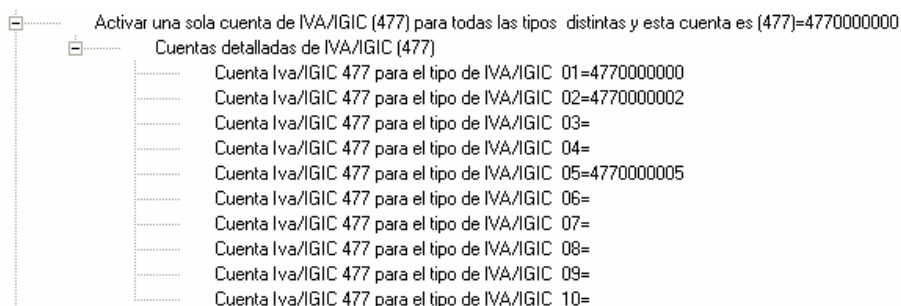 Activar una sola cuenta de IVA/IGIC (477) para todas las tipos distintas y esta cuenta es (477)=4770000000
Cuentas detalladas de IVA/IGIC (477)
Cuenta Iva/IGIC 477 para el tipo de IVA/IGIC 01=4770000000
Cuenta Iva/IGIC 477 para el tipo de IVA/IGIC 02=4770000002
Cuenta Iva/IGIC 477 para el tipo de IVA/IGIC 03=
Cuenta Iva/IGIC 477 para el tipo de IVA/IGIC 04=
Cuenta Iva/IGIC 477 para el tipo de IVA/IGIC 05=4770000005
Cuenta Iva/IGIC 477 para el tipo de IVA/IGIC 06=
Cuenta Iva/IGIC 477 para el tipo de IVA/IGIC 07=
Cuenta Iva/IGIC 477 para el tipo de IVA/IGIC 08=
Cuenta Iva/IGIC 477 para el tipo de IVA/IGIC 09=
Cuenta Iva/IGIC 477 para el tipo de IVA/IGIC 10=